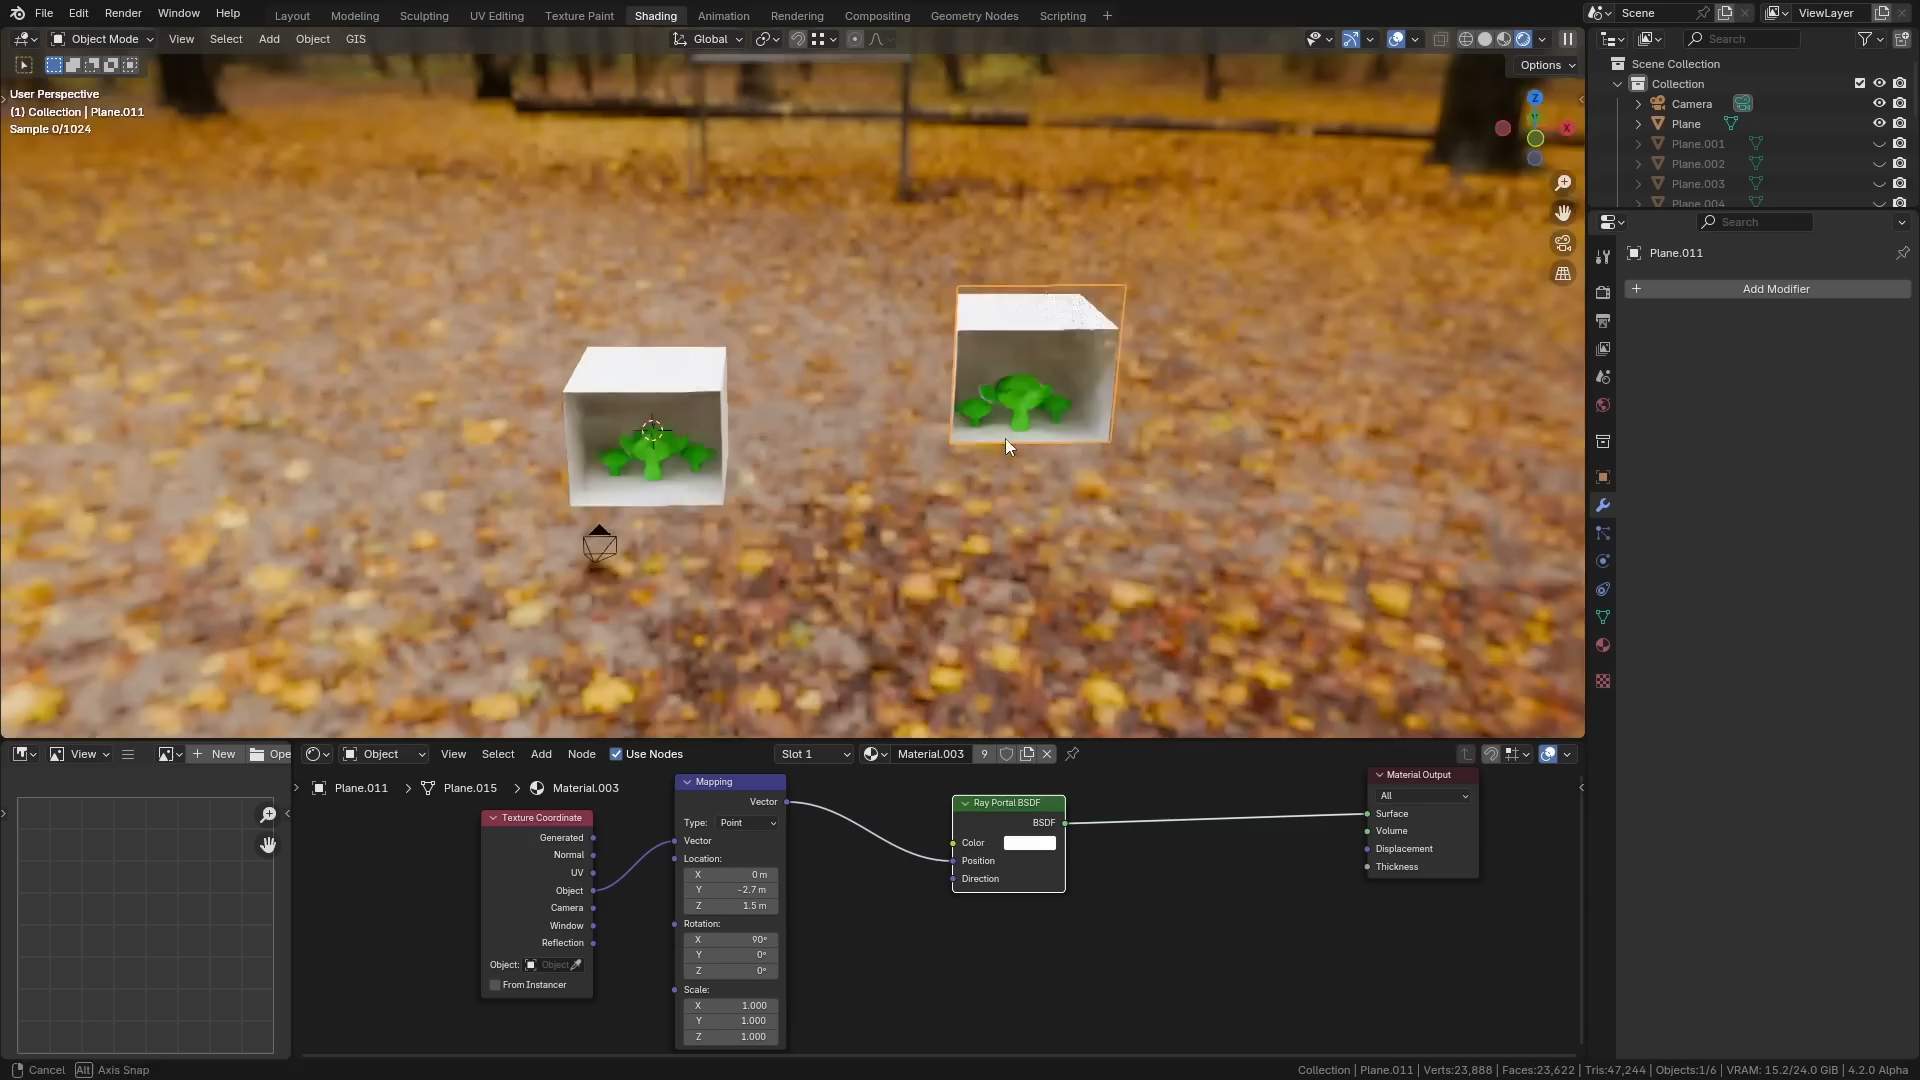 File Edit Render Window Help Layout Modeling Sculpting UV Editing Texture Paint Shading Animation Rendering Compositing Geometry Nodes Scripting + Scene ViewLayer
Object Mode View Select Add Object GIS Global Search
Options
User Perspective
(1) Collection | Plane.011
Sample 0/1024
Z
Y
X
Scene Collection
Collection
Camera
Plane
Plane.001
Plane.002
Plane.003
Plane.004
Search
Plane.011
+ Add Modifier
View + New Ope Object View Select Add Node Use Nodes Slot 1 Material.003 9
Plane.011 > Plane.015 > Material.003
Texture Coordinate
Generated
Normal
UV
Object
Camera
Window
Reflection
Object: Object
From Instancer
Mapping
Vector
Type: Point
Vector
Location:
X 0 m
Y -2.7 m
Z 1.5 m
Rotation:
X 90°
Y 0°
Z 0°
Scale:
X 1.000
Y 1.000
Z 1.000
Ray Portal BSDF
BSDF
Color
Position
Direction
Material Output
All
Surface
Volume
Displacement
Thickness
Cancel Alt Axis Snap Collection | Plane.011 | Verts:23,888 | Faces:23,622 | Tris:47,244 | Objects:1/6 | VRAM: 15.2/24.0 GiB | 4.2.0 Alpha